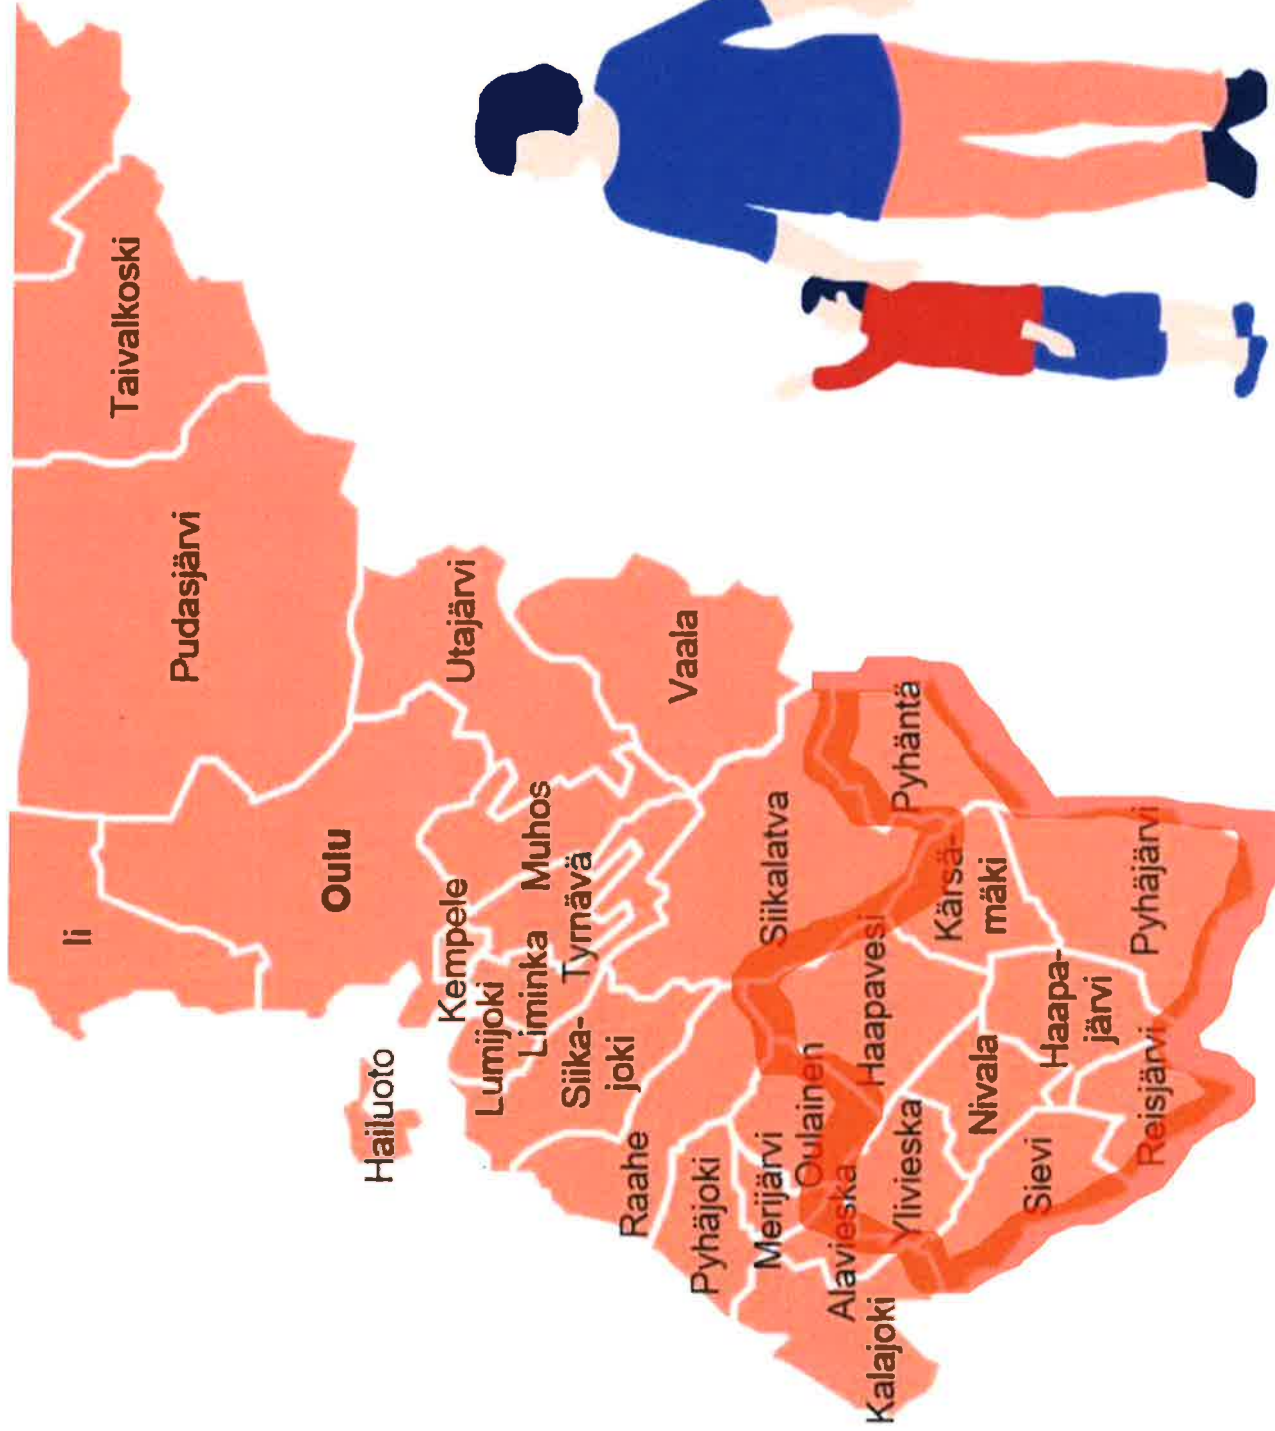 Taivalkoski
Pudasjärvi
Ii
Oulu
Utajärvi
Vaala
Hailuoto
Kempele
Lumijoki
Liminka
Muhos
Tyrnävä
Siika-
joki
Raahe
Siikalatva
Pyhäntä
Pyhäjoki
Merijärvi
Oulainen
Haapavesi
Kärsä-
mäki
Pyhäjärvi
Haapa-
järvi
Nivala
Ylivieska
Alavieska
Kalajoki
Sievi
Reisjärvi